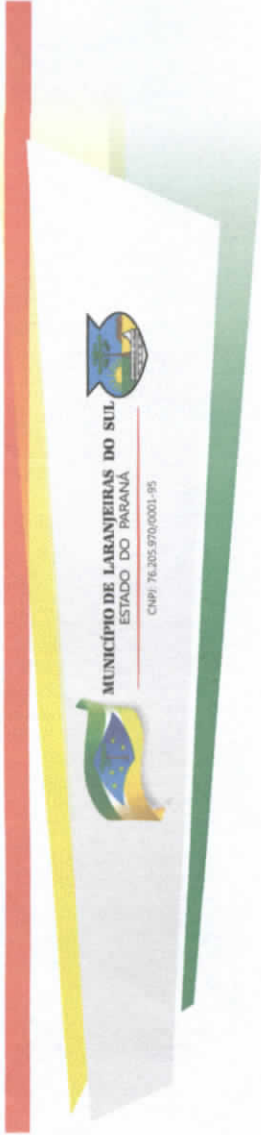 MUNICÍPIO DE LARANJEIRAS DO SUL
ESTADO DO PARANÁ
CNPJ: 76.205.970/0001-95